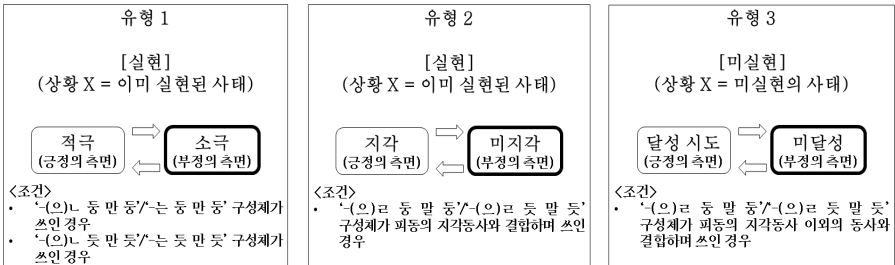 유형 1
[실현]
(상황 X = 이미 실현된 사태)
적극
(긍정의 측면)
소극
(부정의 측면)
<조건>
• ‘-(으)ㄴ 둥 만 둥’/‘-는 둥 만 둥’ 구성체가
쓰인 경우
• ‘-(으)ㄴ 듯 만 듯’/‘-는 듯 만 듯’ 구성체가
쓰인 경우
유형 2
[실현]
(상황 X = 이미 실현된 사태)
지각
(긍정의 측면)
미지각
(부정의 측면)
<조건>
• ‘-(으)ㄹ 둥 말 둥’/‘-(으)ㄹ 듯 말 듯’
구성체가 피동의 지각동사와 결합하며 쓰인
경우
유형 3
[미실현]
(상황 X = 미실현의 사태)
달성 시도
(긍정의 측면)
미달성
(부정의 측면)
<조건>
• ‘-(으)ㄹ 둥 말 둥’/‘-(으)ㄹ 듯 말 듯’
구성체가 피동의 지각동사 이외의 동사와
결합하며 쓰인 경우